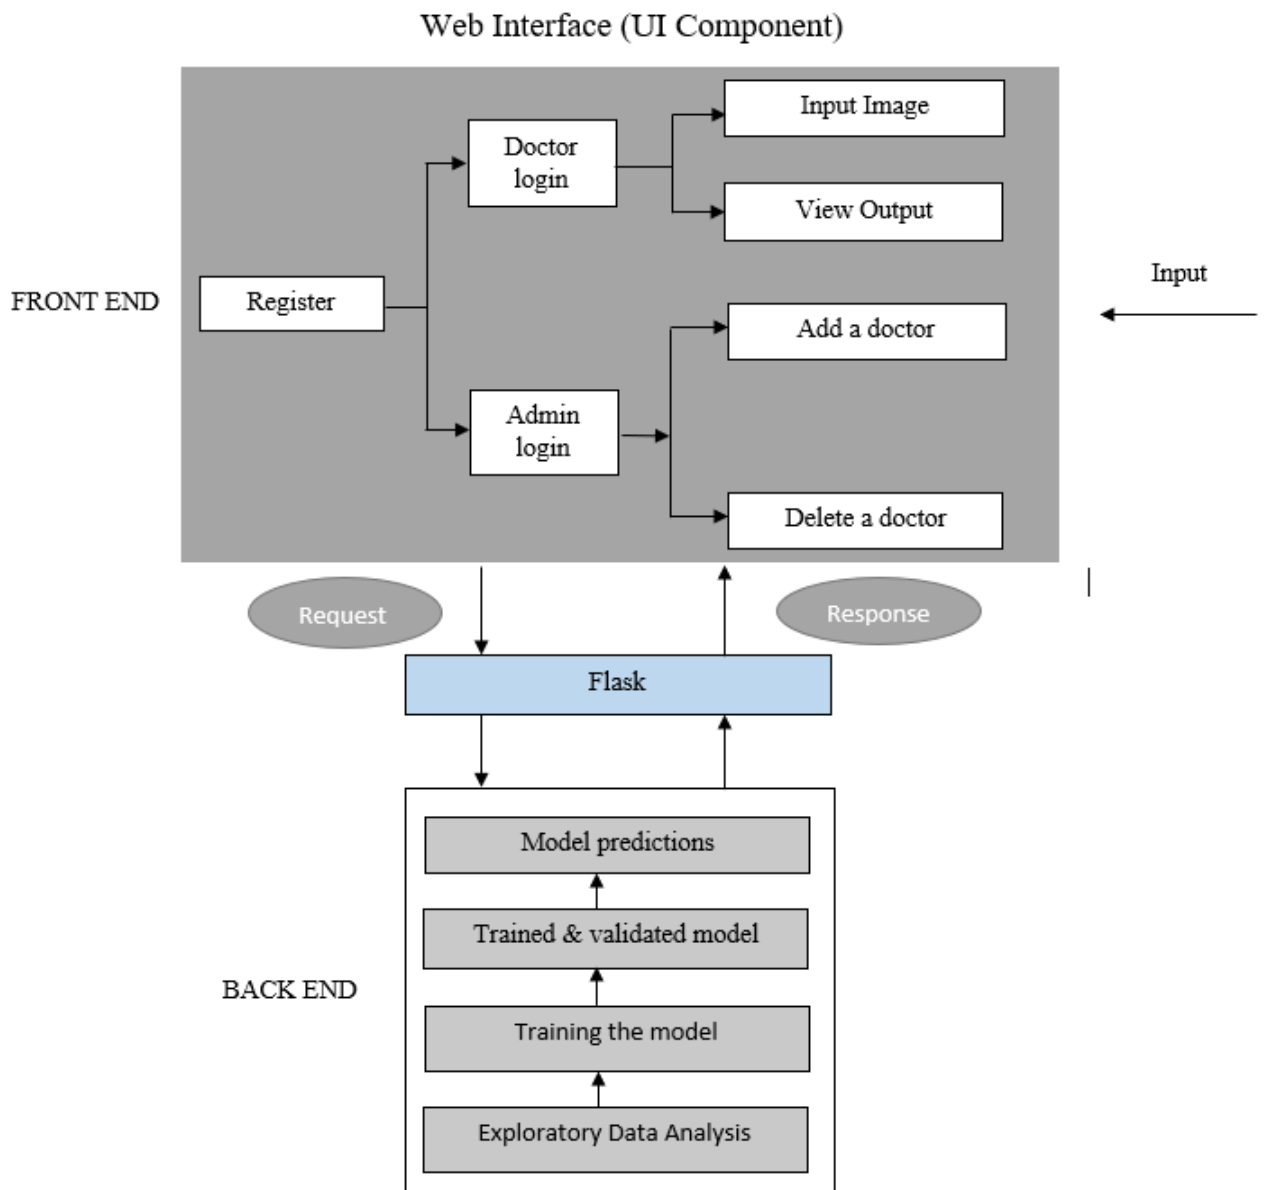 Web Interface (UI Component)
Input Image
Doctor
login
View Output
Input
FRONT END
Register
Add a doctor
Admin
login
Delete a doctor
Request
Response
Flask
Model predictions
Trained & validated model
BACK END
Training the model
Exploratory Data Analysis